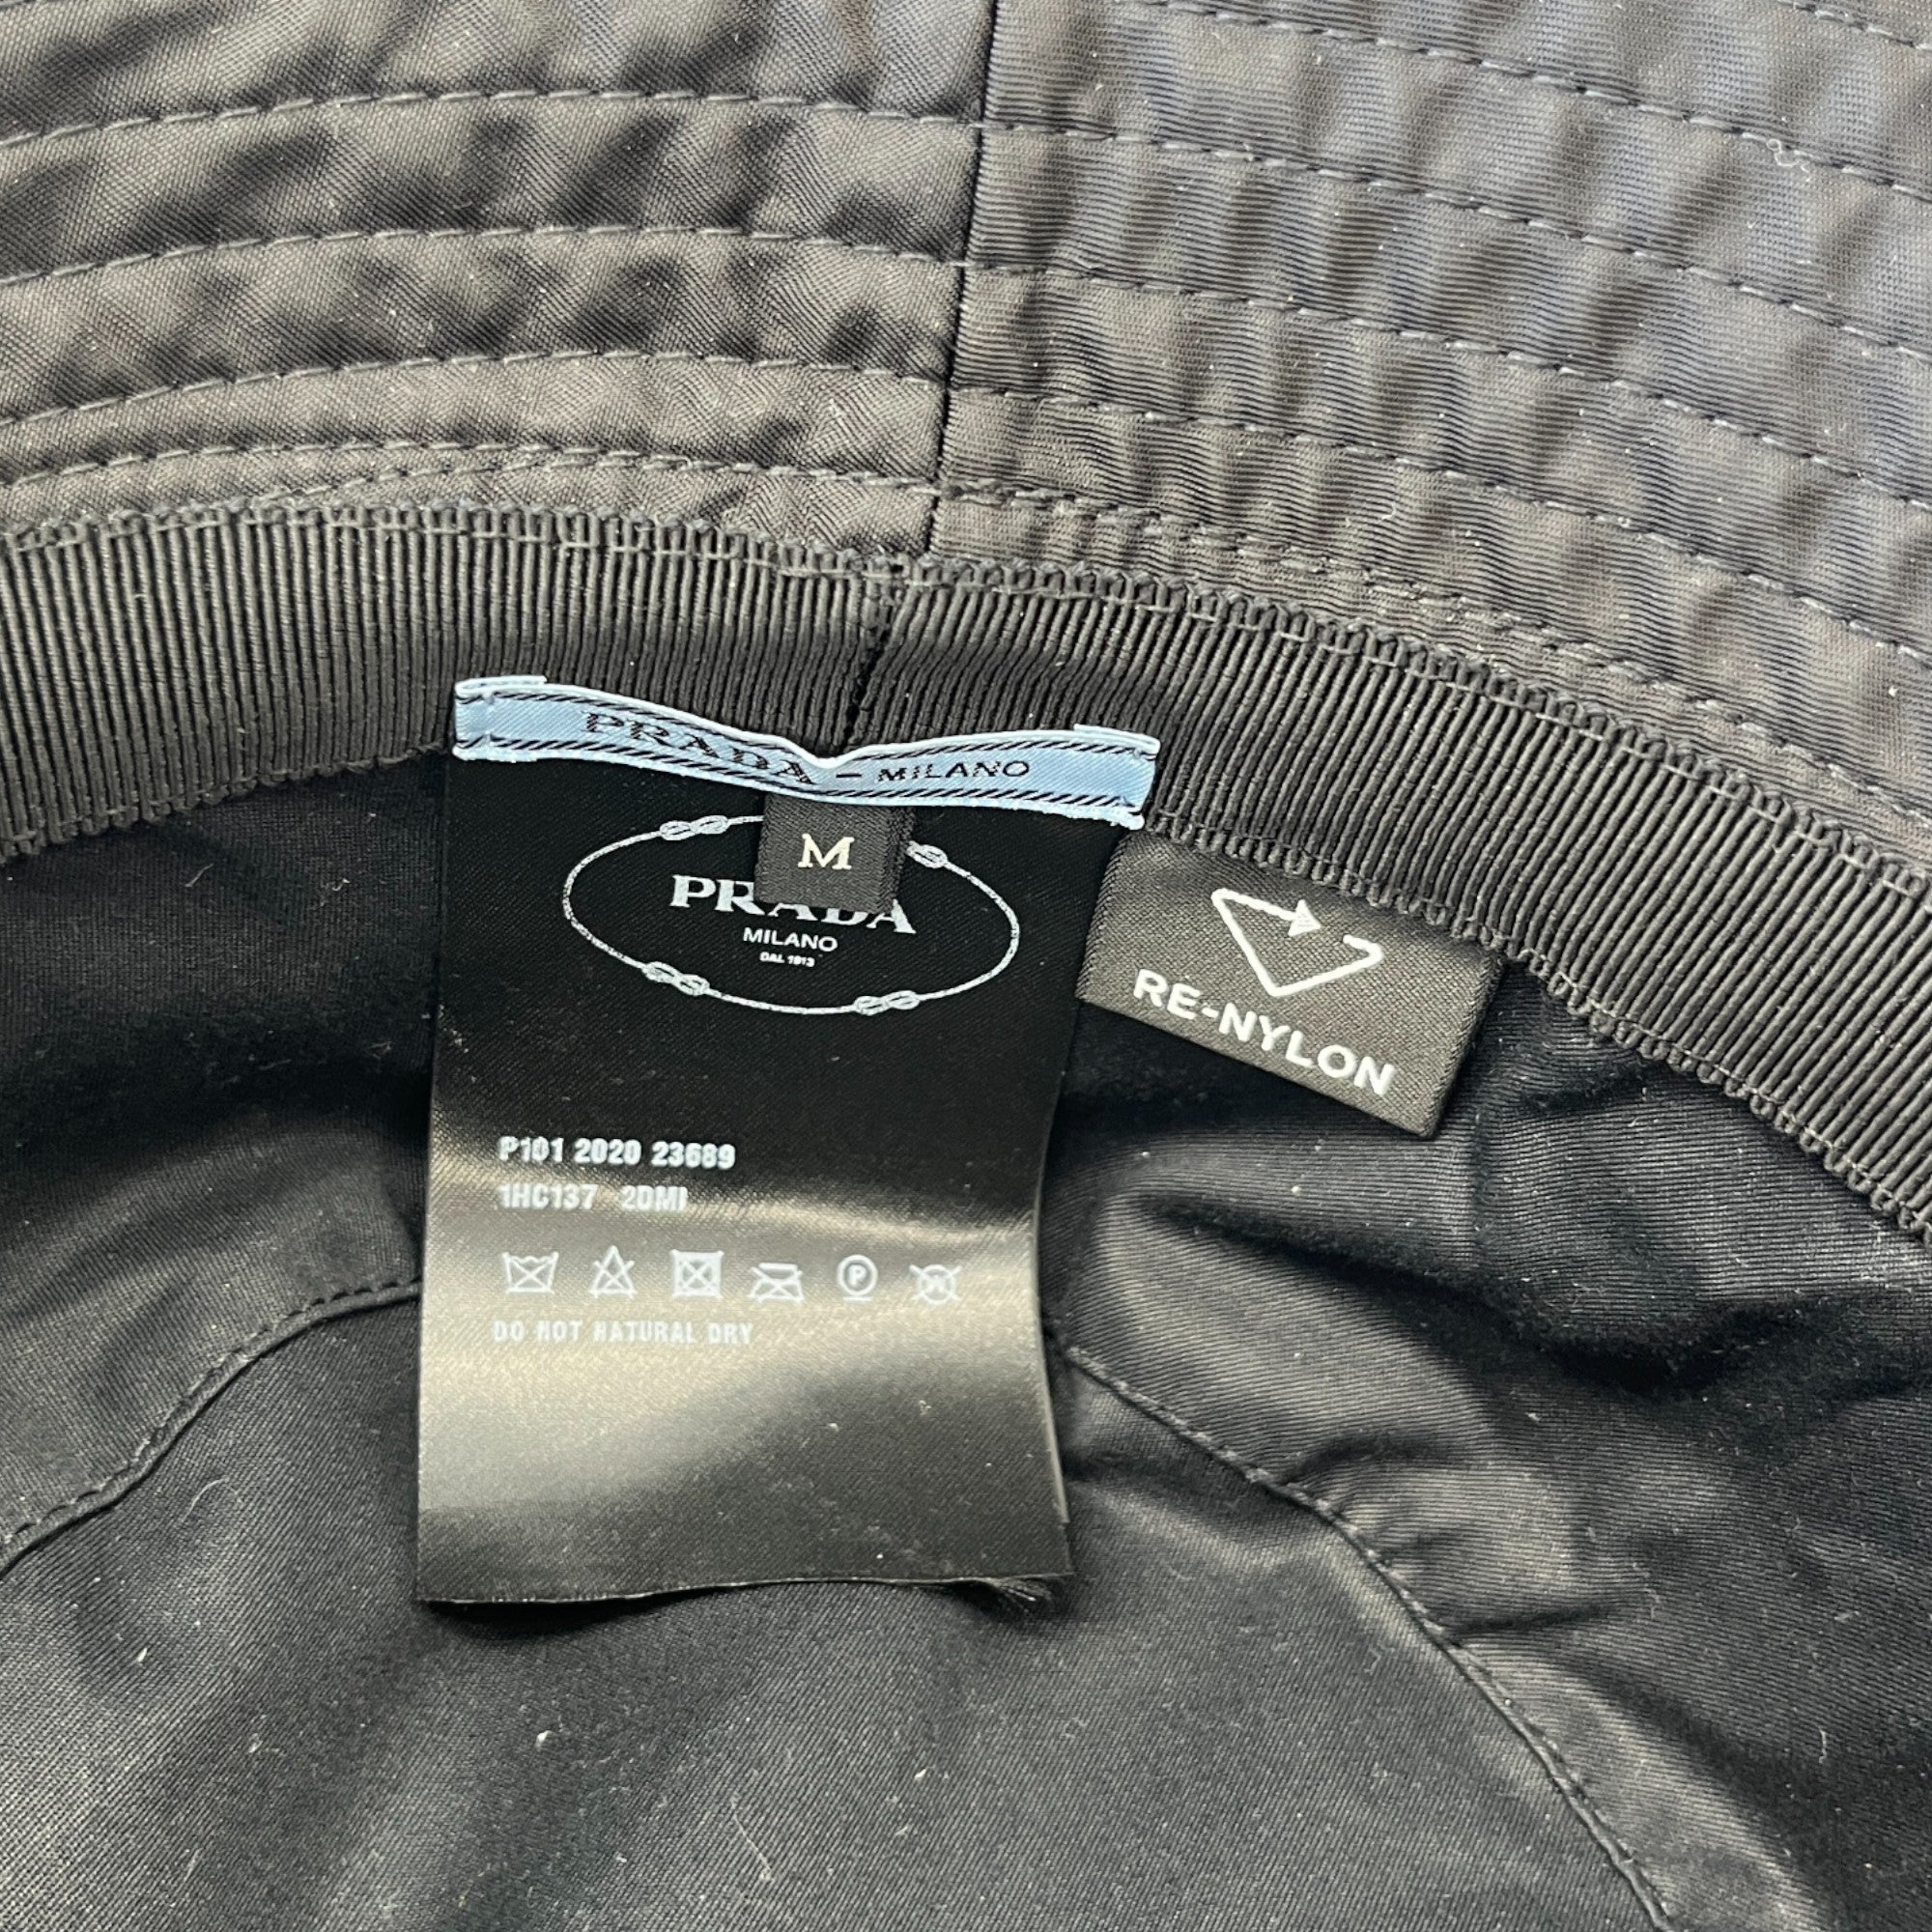 PRADA - MILANO
M
PRADA
MILANO
DAL 1913
RE-NYLON
P101 2020 23689
1HC137 2DMI
P
W
DO NOT NATURAL DRY